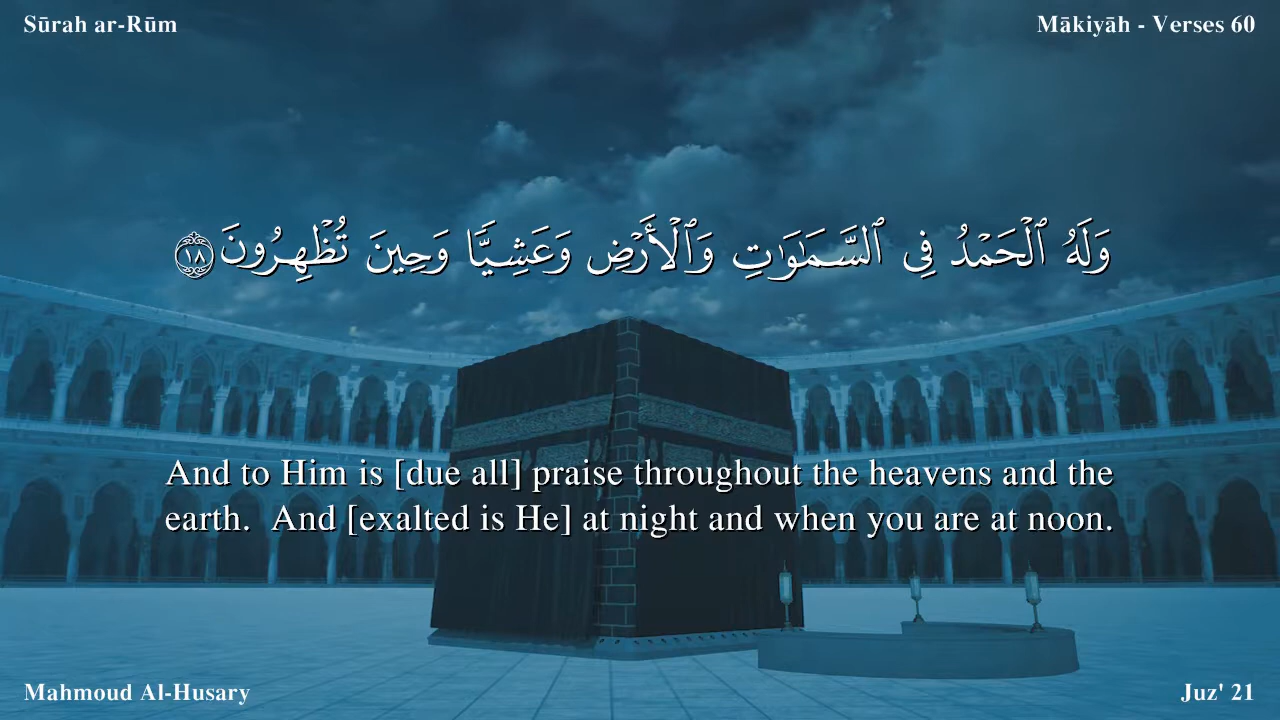 Sūrah ar-Rūm
Mākiyāh - Verses 60
وَلَهُ ٱلْحَمْدُ فِى ٱلسَّمَٰوَٰتِ وَٱلْأَرْضِ وَعَشِيًّا وَحِينَ تُظْهِرُونَ ١٨
And to Him is [due all] praise throughout the heavens and the
earth.  And [exalted is He] at night and when you are at noon.
Mahmoud Al-Husary
Juz' 21